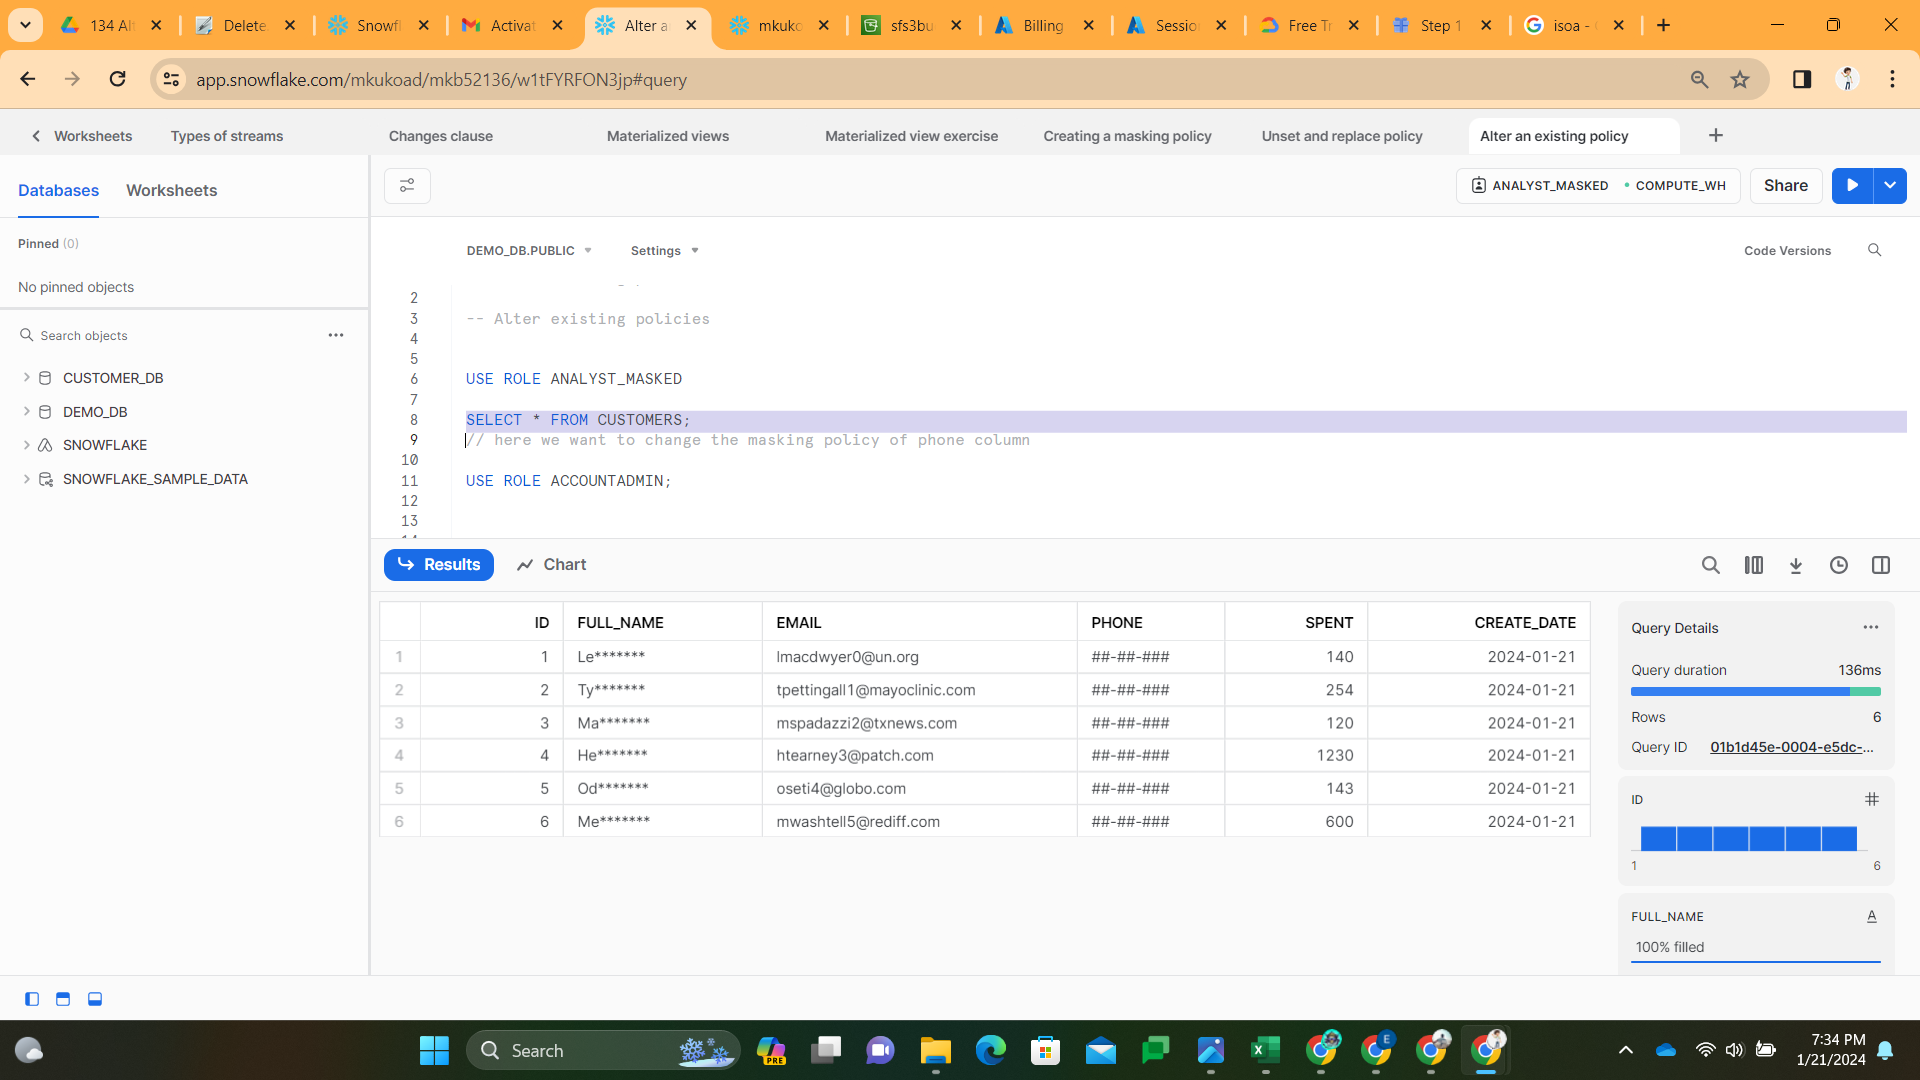 134 Alt
Delete
Snowfl
Activat
Alter a
mkuko
sfs3bu
Billing
Sessio
Free Tr
Step 1
isoa -
app.snowflake.com/mkukoad/mkb52136/w1tFYRFON3jp#query
Worksheets
Types of streams
Changes clause
Materialized views
Materialized view exercise
Creating a masking policy
Unset and replace policy
Alter an existing policy
Databases
Worksheets
ANALYST_MASKED
COMPUTE_WH
Share
Pinned (0)
No pinned objects
Search objects
CUSTOMER_DB
DEMO_DB
SNOWFLAKE
SNOWFLAKE_SAMPLE_DATA
DEMO_DB.PUBLIC
Settings
Code Versions
2
3 -- Alter existing policies
4
5
6 USE ROLE ANALYST_MASKED
7
8 SELECT * FROM CUSTOMERS;
9 // here we want to change the masking policy of phone column
10
11 USE ROLE ACCOUNTADMIN;
12
13
Results
Chart
ID FULL_NAME EMAIL PHONE SPENT CREATE_DATE
1 1 Le******* lmacdwyer0@un.org ##-##-### 140 2024-01-21
2 2 Ty******* tpettingall1@mayoclinic.com ##-##-### 254 2024-01-21
3 3 Ma******* mspadazzi2@txnews.com ##-##-### 120 2024-01-21
4 4 He******* htearney3@patch.com ##-##-### 1230 2024-01-21
5 5 Od******* oseti4@globo.com ##-##-### 143 2024-01-21
6 6 Me******* mwashtell5@rediff.com ##-##-### 600 2024-01-21
Query Details
Query duration 136ms
Rows 6
Query ID 01b1d45e-0004-e5dc-...
ID
1 6
FULL_NAME
100% filled
Search
PRE
E
7:34 PM
1/21/2024